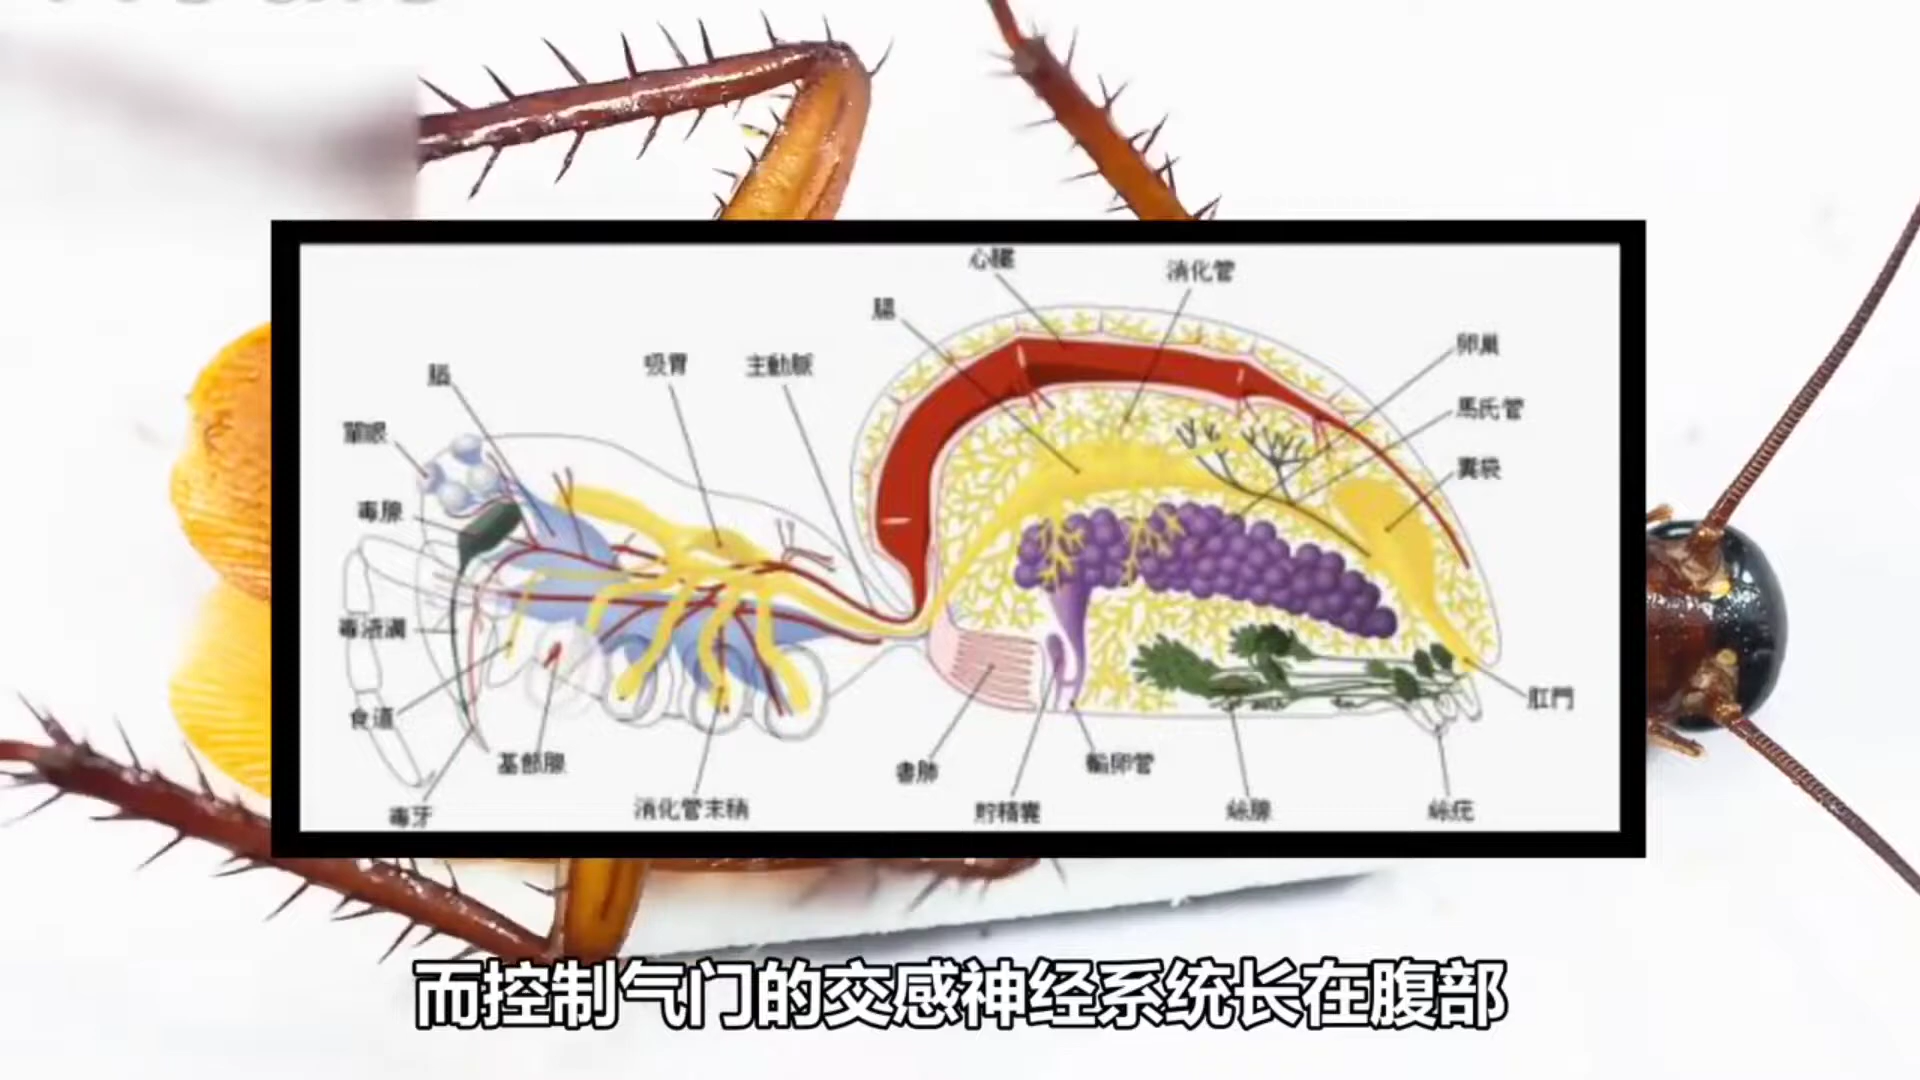 心臟
消化管
腸
卵巢
吸胃
主動脈
腦
馬氏管
單眼
糞袋
毒腺
毒液溝
食道
肛門
基節腺
書肺
輸卵管
毒牙
消化管末稍
貯精囊
絲腺
絲疣
而控制气门的交感神经系统长在腹部